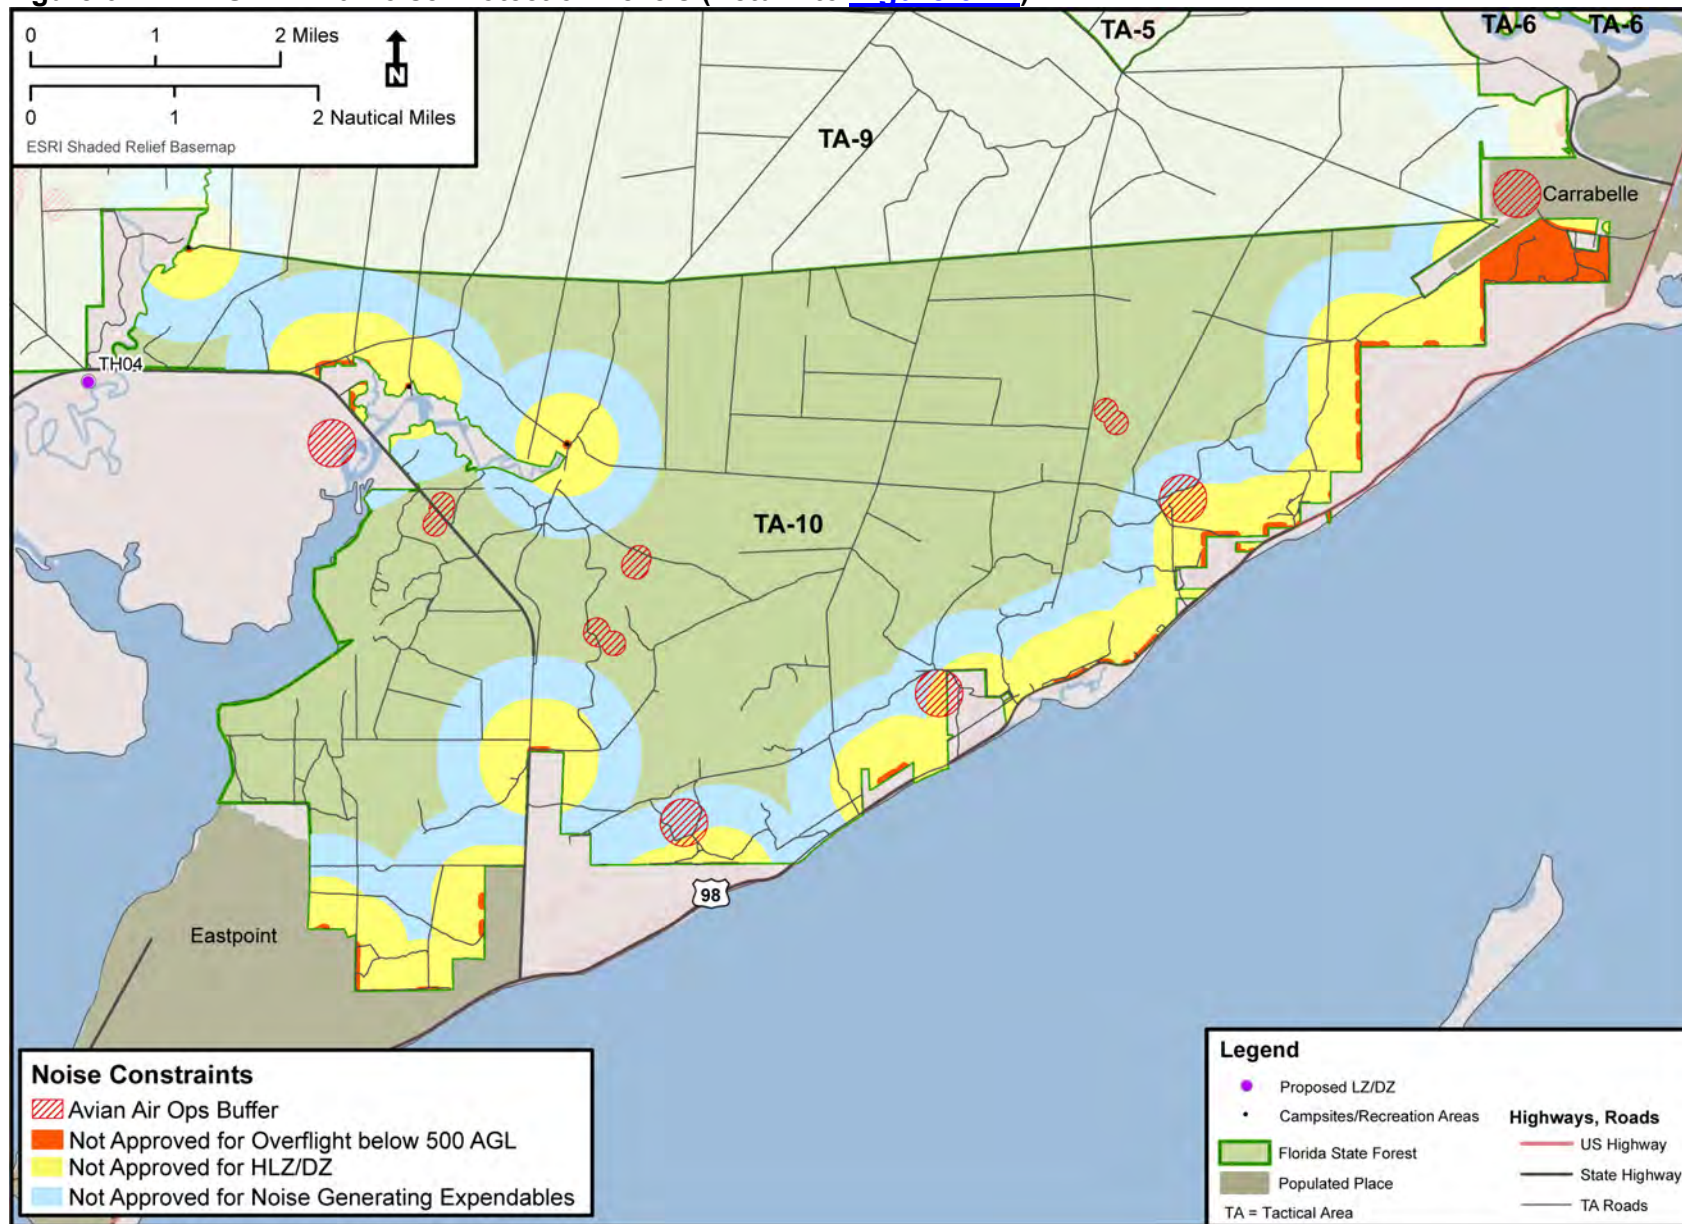 0 1 2 Miles
N
0 1 2 Nautical Miles
ESRI Shaded Relief Basemap
TA-5
TA-6 TA-6
TA-9
Carrabelle
TH04
TA-10
98
Eastpoint
Noise Constraints
Avian Air Ops Buffer
Not Approved for Overflight below 500 AGL
Not Approved for HLZ/DZ
Not Approved for Noise Generating Expendables
Legend
Proposed LZ/DZ
Campsites/Recreation Areas
Florida State Forest
Populated Place
TA = Tactical Area
Highways, Roads
US Highway
State Highway
TA Roads